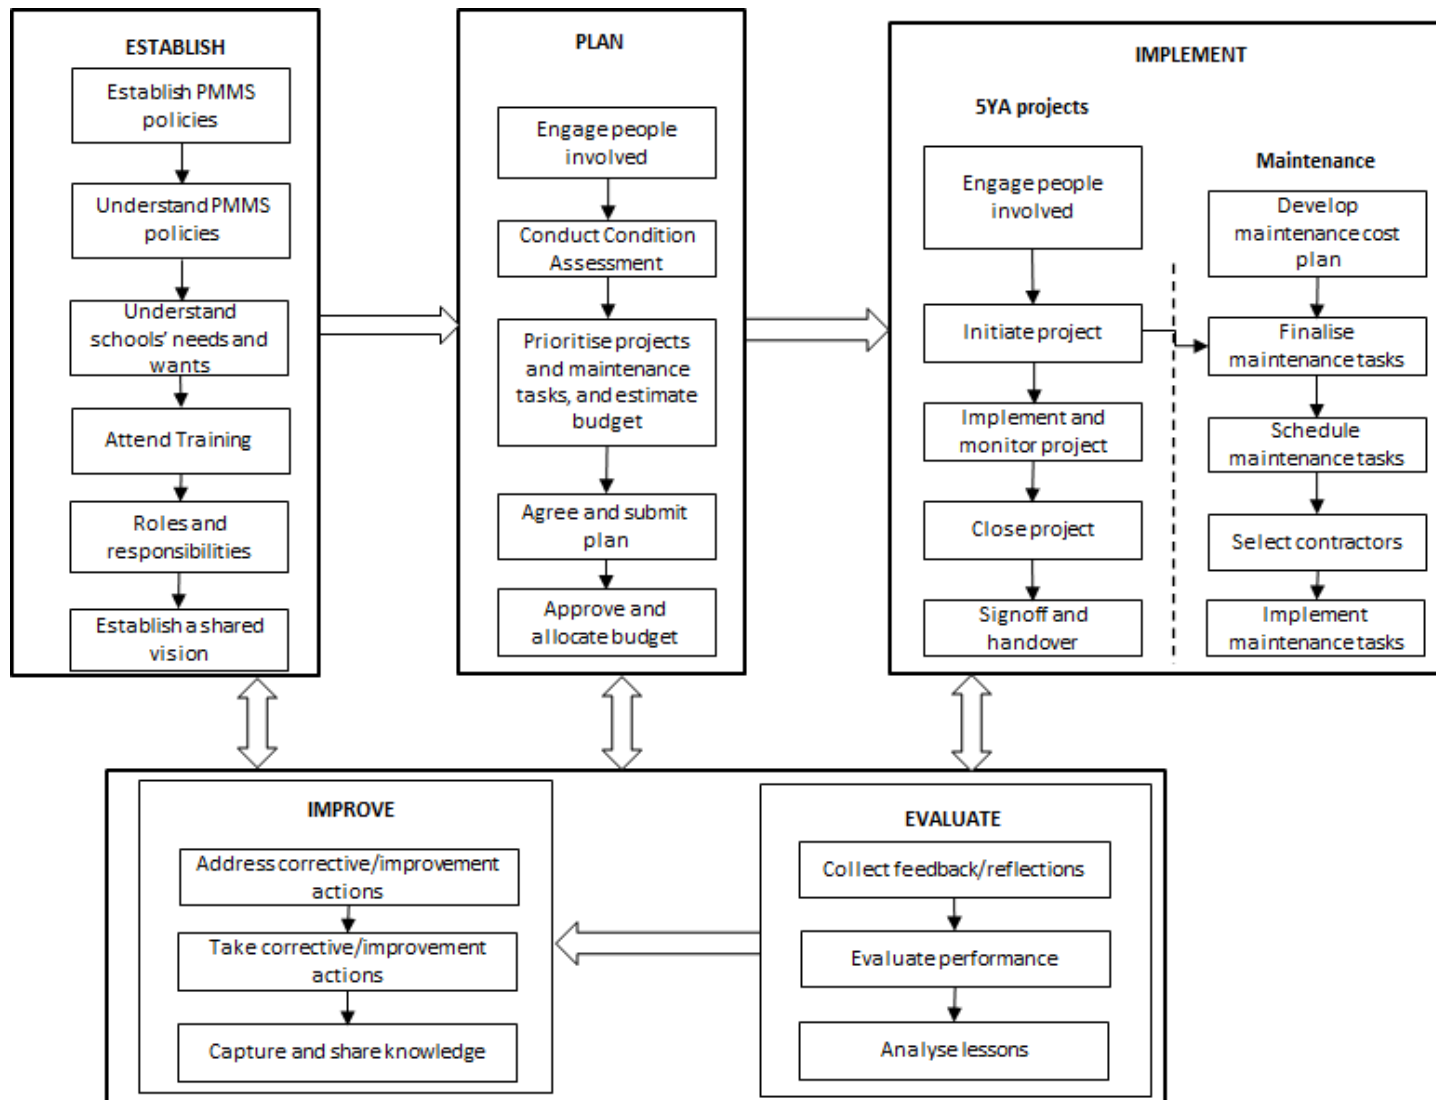 ESTABLISH
Establish PMMS
policies
Understand PMMS
policies
Understand
schools' needs and
wants
Attend Training
Roles and
responsibilities
Establish a shared
vision
PLAN
Engage people
involved
Conduct Condition
Assessment
Prioritise projects
and maintenance
tasks, and estimate
budget
Agree and submit
plan
Approve and
allocate budget
IMPLEMENT
5YA projects
Engage people
involved
Initiate project
Implement and
monitor project
Close project
Signoff and
handover
Maintenance
Develop
maintenance cost
plan
Finalise
maintenance tasks
Schedule
maintenance tasks
Select contractors
Implement
maintenance tasks
IMPROVE
Address corrective/improvement
actions
Take corrective/improvement
actions
Capture and share knowledge
EVALUATE
Collect feedback/reflections
Evaluate performance
Analyse lessons